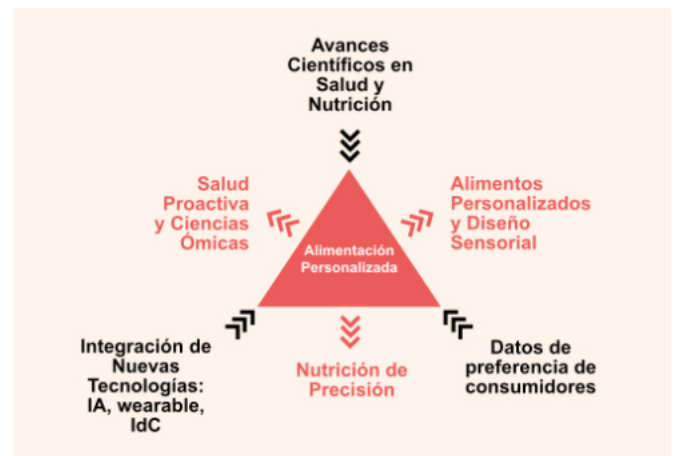 Avances
Científicos en
Salud y
Nutrición
Salud
Proactiva
y Ciencias
Ómicas
Alimentos
Personalizados
y Diseño
Sensorial
Alimentación
Personalizada
Integración de
Nuevas
Tecnologías:
IA, wearable,
IdC
Nutrición de
Precisión
Datos de
preferencia de
consumidores